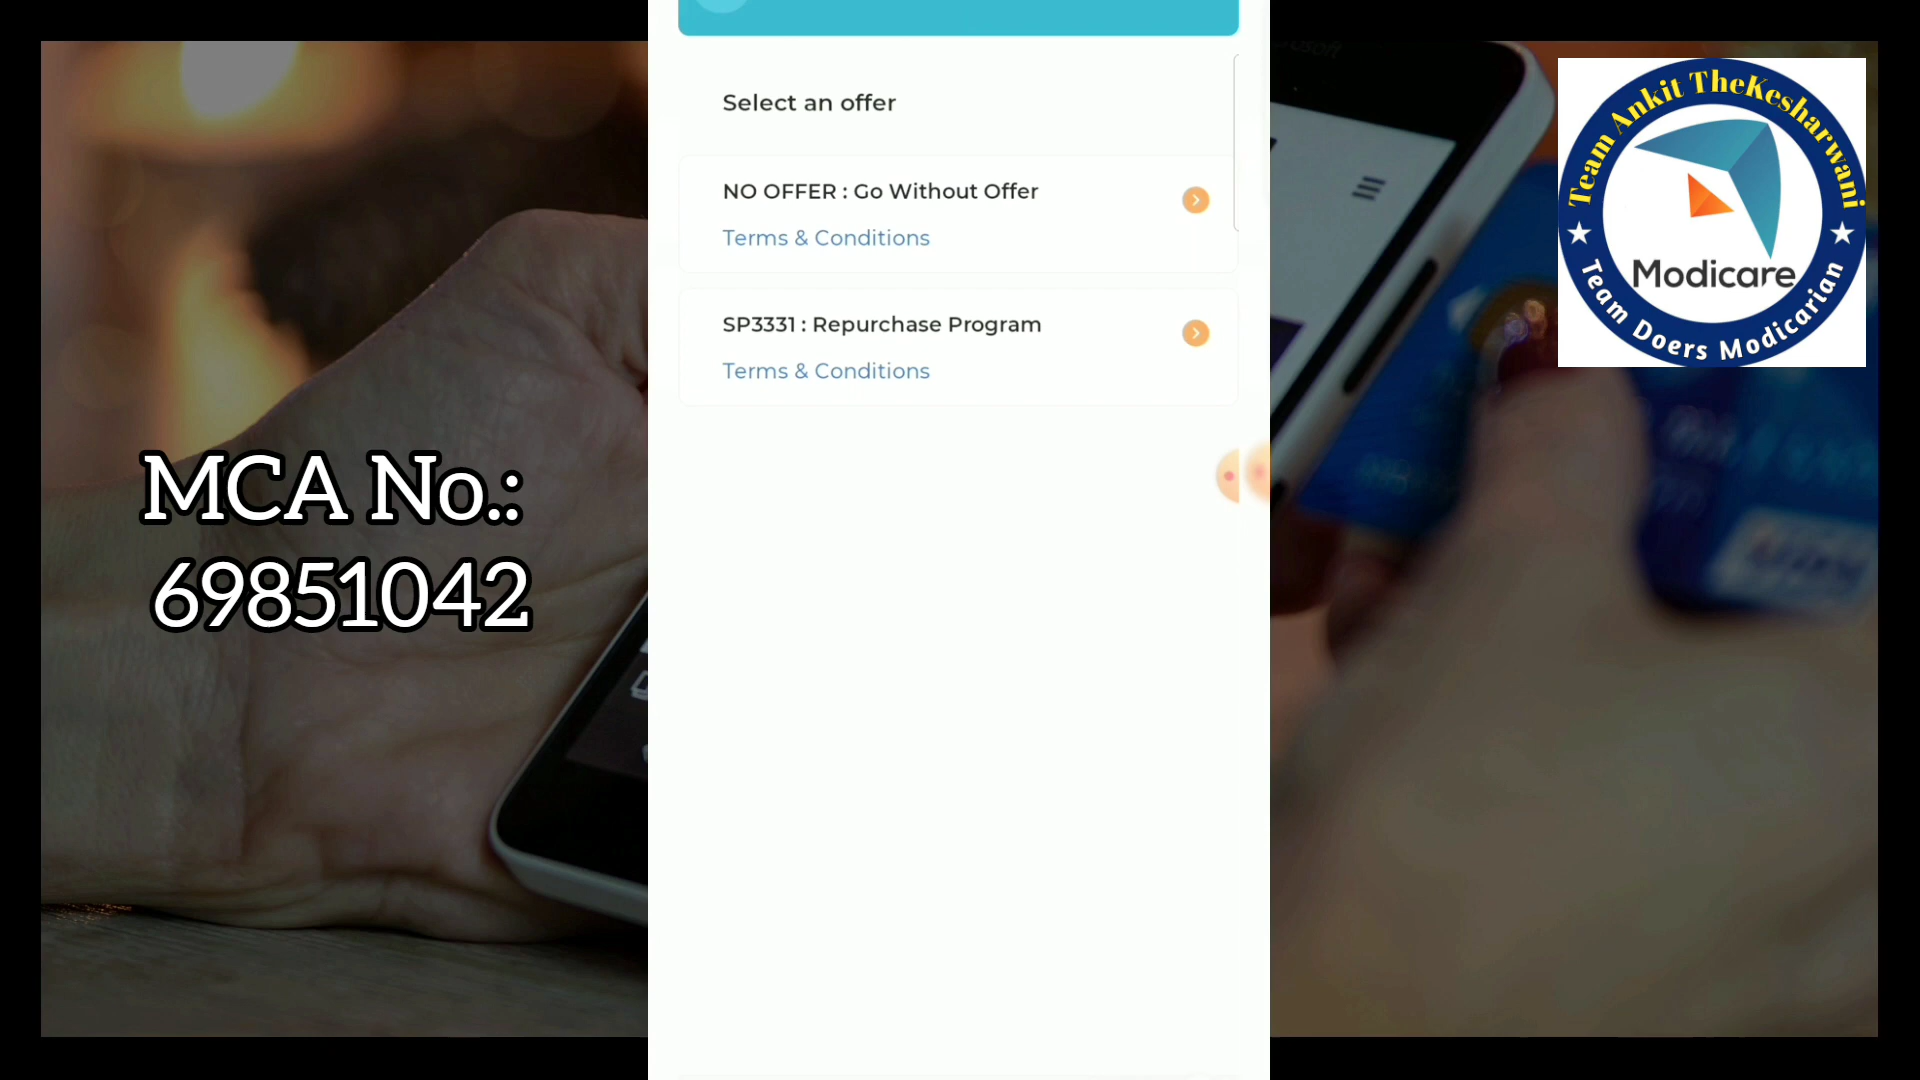 Select an offer
NO OFFER : Go Without Offer
Terms & Conditions
SP3331 : Repurchase Program
Terms & Conditions
MCA No.:
69851042
Team Ankit TheKesharwani
Modicare
★ Team Doers Modicarian ★